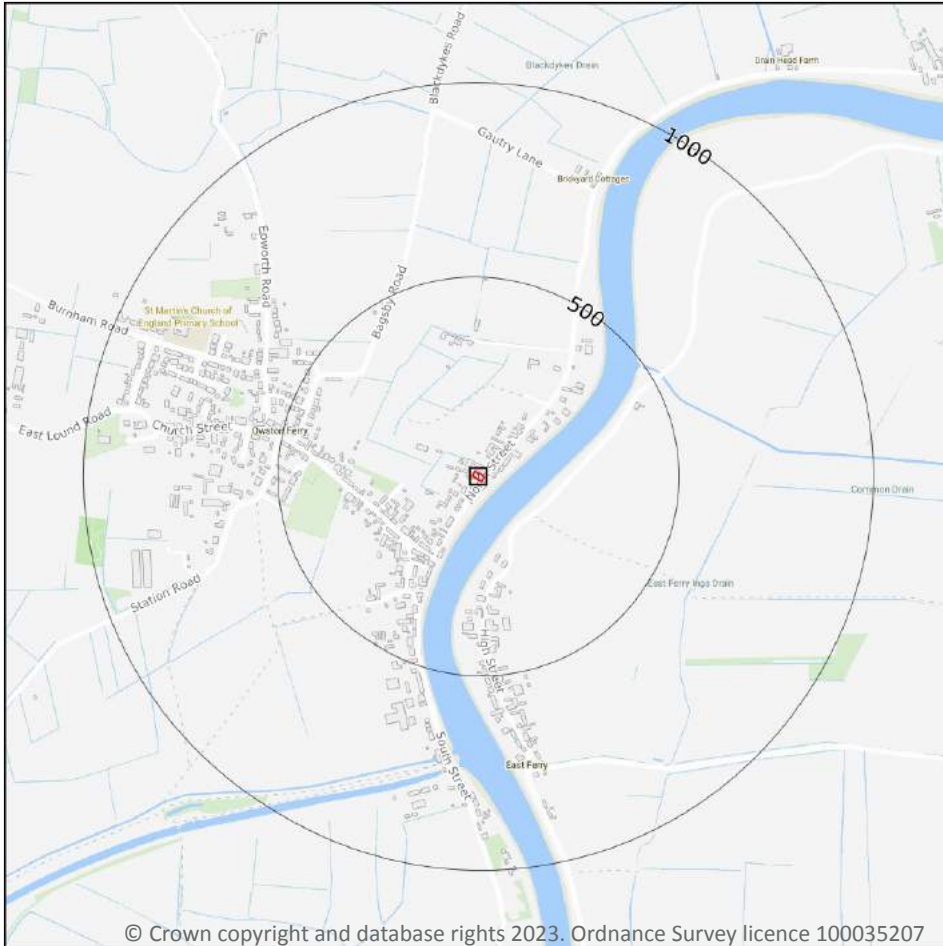 Blackdykes Road
Blackdykes Drain
Drain Head Farm
1000
Gautry Lane
Brickyard Cottages
Epworth Road
Bagsby Road
500
Burnham Road
St Martin's Church of
England Primary School
East Lound Road
Church Street
Owston Ferry
North Street
Common Drain
East Ferry Ings Drain
Station Road
High Street
South Street
East Ferry
© Crown copyright and database rights 2023. Ordnance Survey licence 100035207